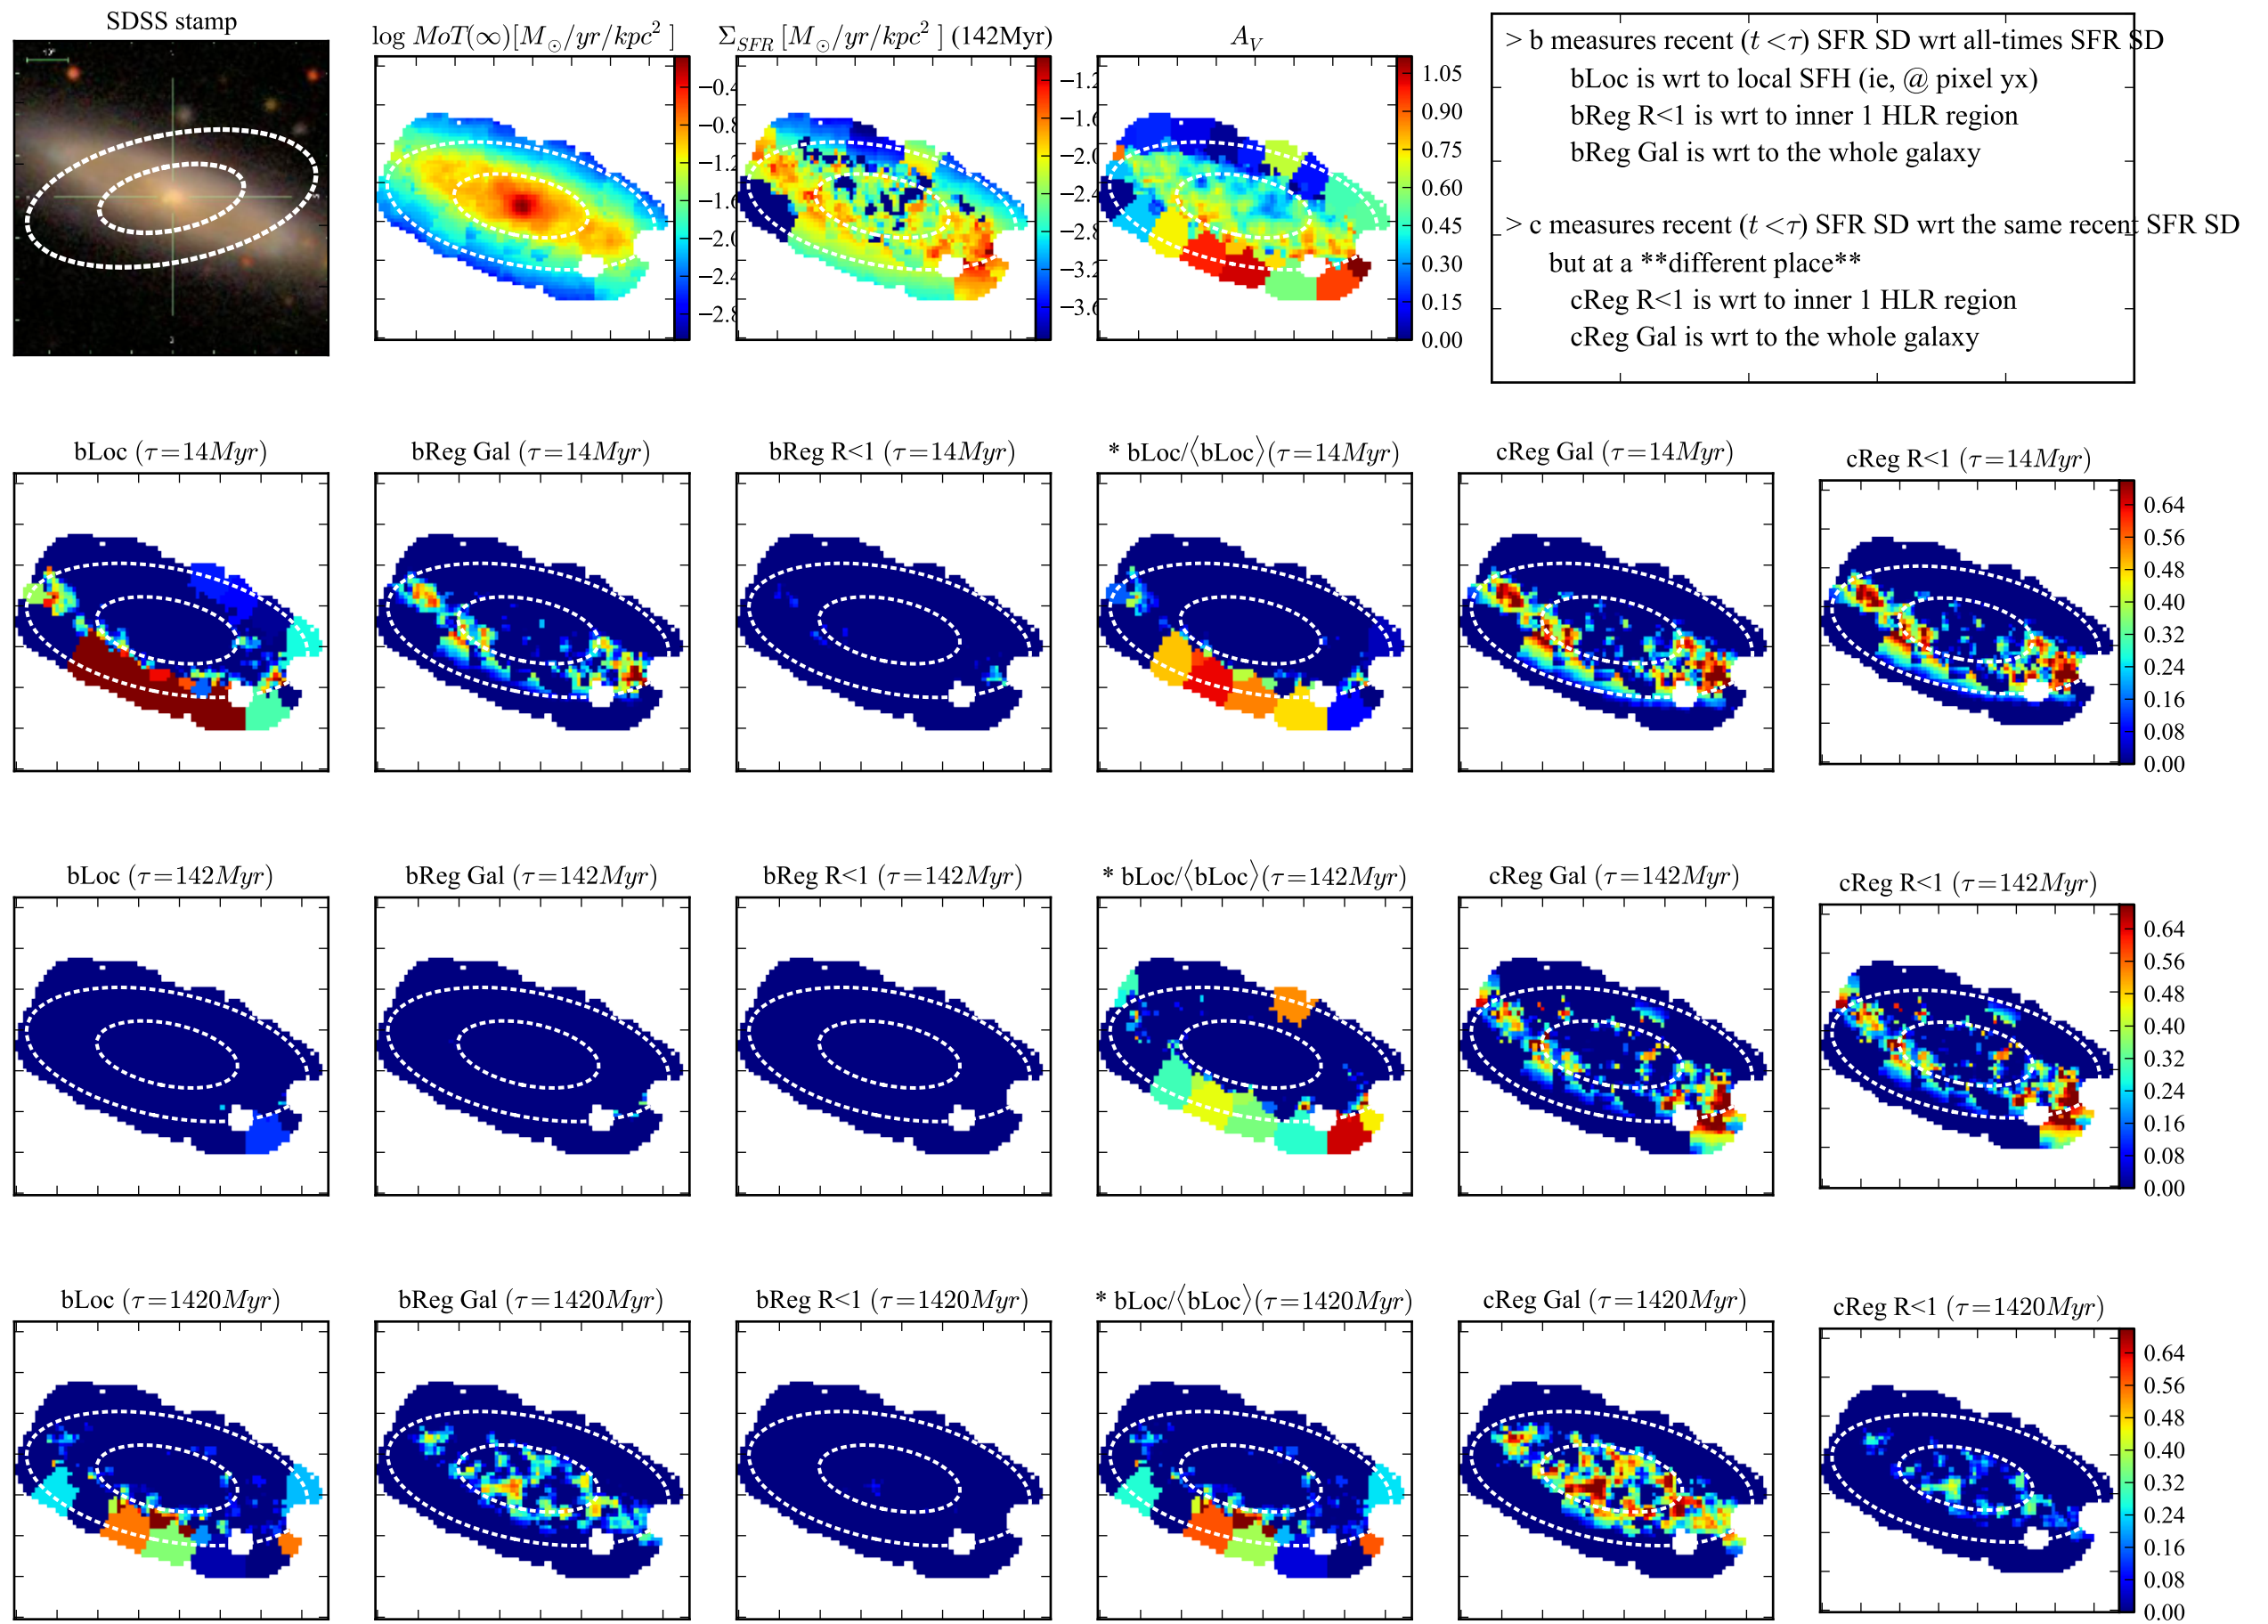 SDSS stamp
log MoT(∞)[M⊙/yr/kpc² ]
Σ_SFR [M⊙/yr/kpc² ] (142Myr)
A_V
−0.4
−0.8
−1.2
−1.6
−2.0
−2.4
−2.8
−1.2
−1.6
−2.0
−2.4
−2.8
−3.2
−3.6
1.05
0.90
0.75
0.60
0.45
0.30
0.15
0.00
> b measures recent (t <τ) SFR SD wrt all-times SFR SD
bLoc is wrt to local SFH (ie, @ pixel yx)
bReg R<1 is wrt to inner 1 HLR region
bReg Gal is wrt to the whole galaxy
> c measures recent (t <τ) SFR SD wrt the same recent SFR SD
but at a **different place**
cReg R<1 is wrt to inner 1 HLR region
cReg Gal is wrt to the whole galaxy
bLoc (τ=14Myr)
bReg Gal (τ=14Myr)
bReg R<1 (τ=14Myr)
* bLoc/⟨bLoc⟩(τ=14Myr)
cReg Gal (τ=14Myr)
cReg R<1 (τ=14Myr)
0.64
0.56
0.48
0.40
0.32
0.24
0.16
0.08
0.00
bLoc (τ=142Myr)
bReg Gal (τ=142Myr)
bReg R<1 (τ=142Myr)
* bLoc/⟨bLoc⟩(τ=142Myr)
cReg Gal (τ=142Myr)
cReg R<1 (τ=142Myr)
0.64
0.56
0.48
0.40
0.32
0.24
0.16
0.08
0.00
bLoc (τ=1420Myr)
bReg Gal (τ=1420Myr)
bReg R<1 (τ=1420Myr)
* bLoc/⟨bLoc⟩(τ=1420Myr)
cReg Gal (τ=1420Myr)
cReg R<1 (τ=1420Myr)
0.64
0.56
0.48
0.40
0.32
0.24
0.16
0.08
0.00